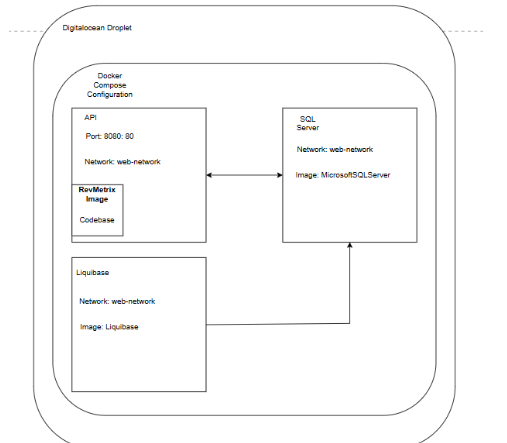 Digitalocean Droplet
Docker
Compose
Configuration
API
Port: 8080: 80
Network: web-network
RevMetrix
Image
Codebase
SQL
Server
Network: web-network
Image: MicrosoftSQLServer
Liquibase
Network: web-network
Image: Liquibase